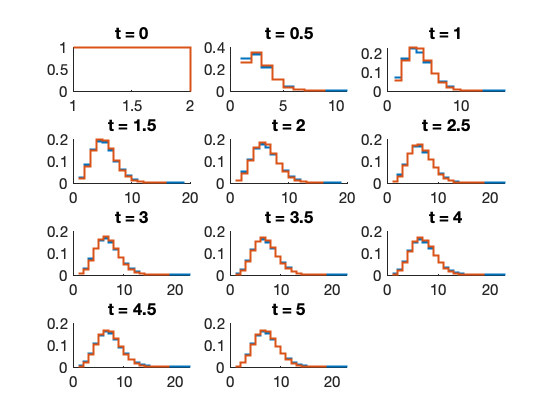 t = 0 t = 0.5 t = 1
1 0.4 0.2
0.5 0.2 0.1
0 0 0
1 1.5 2 0 5 10 0 10
t = 1.5 t = 2 t = 2.5
0.2 0.2 0.2
0.1 0.1 0.1
0 0 0
0 10 20 0 10 20 0 10 20
t = 3 t = 3.5 t = 4
0.2 0.2 0.2
0.1 0.1 0.1
0 0 0
0 10 20 0 10 20 0 10 20
t = 4.5 t = 5
0.2 0.2
0.1 0.1
0 0
0 10 20 0 10 20